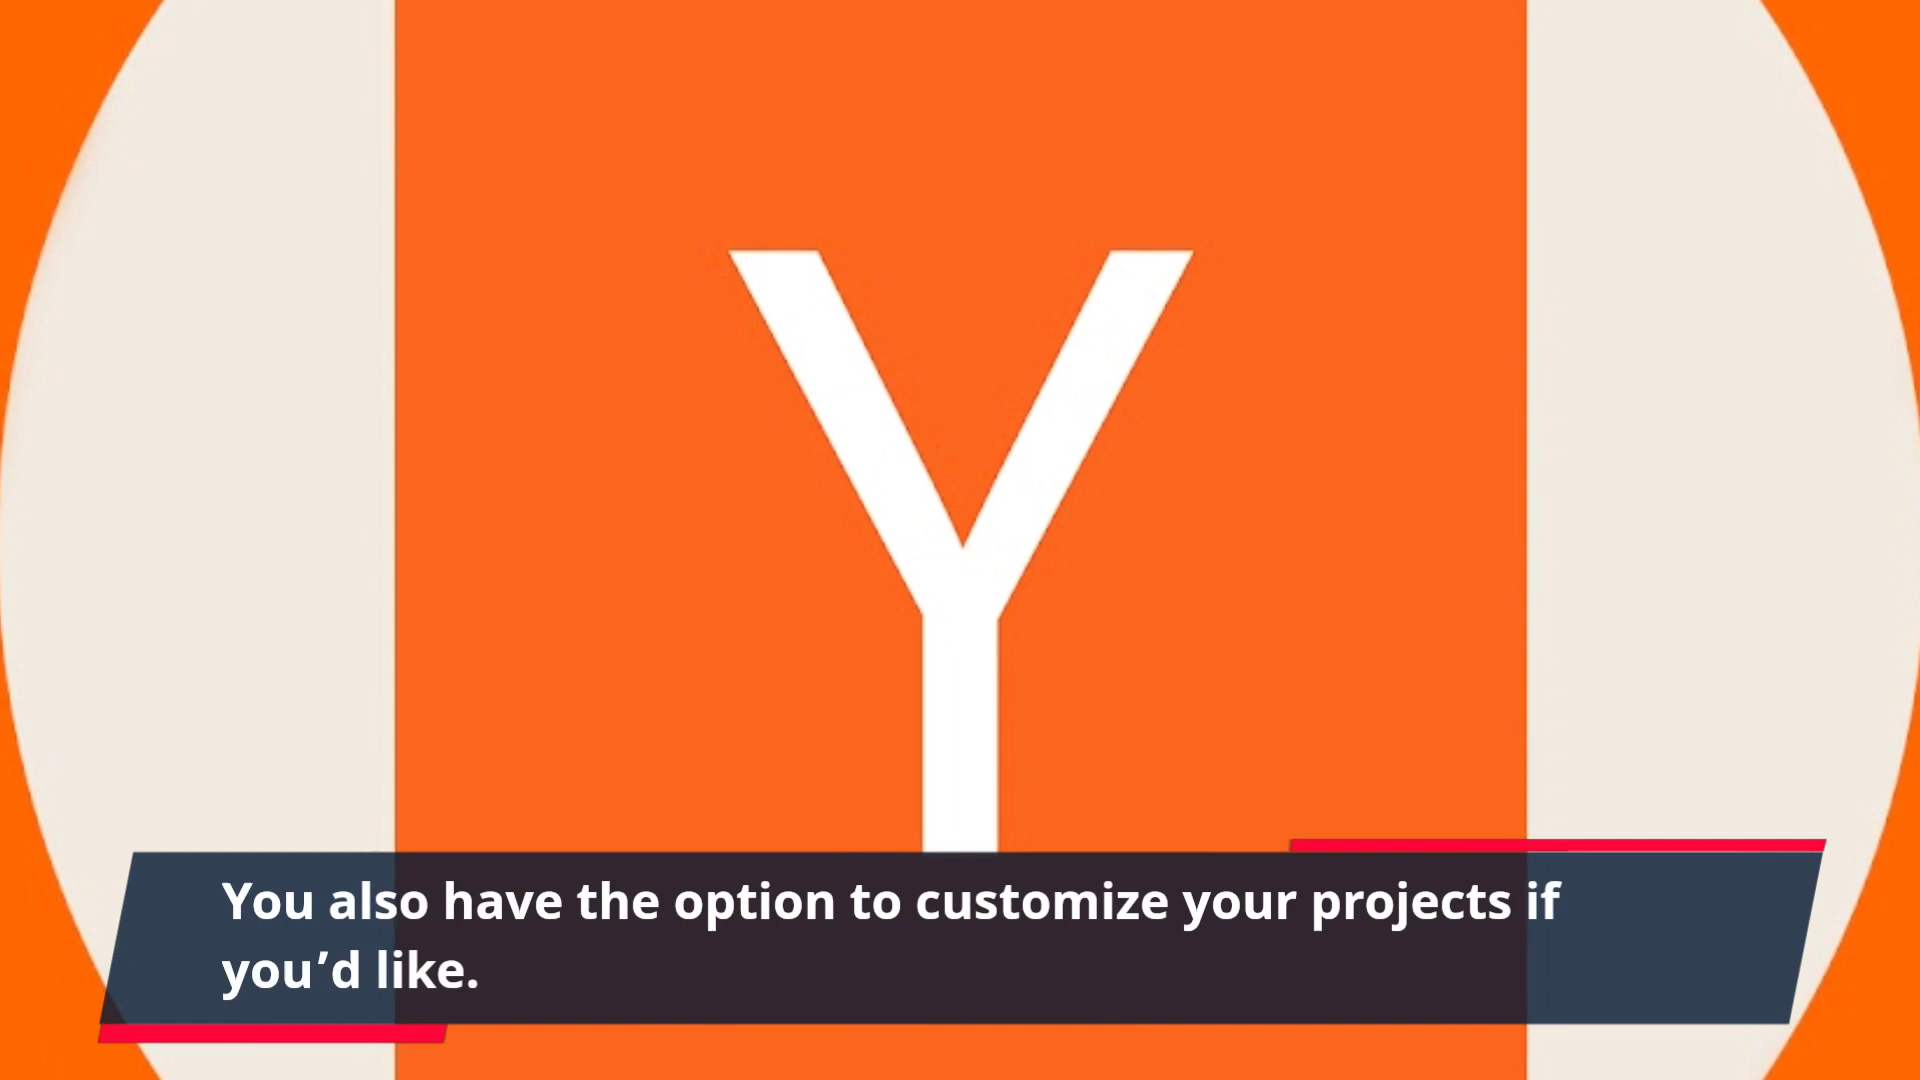 Y
You also have the option to customize your projects if
you’d like.